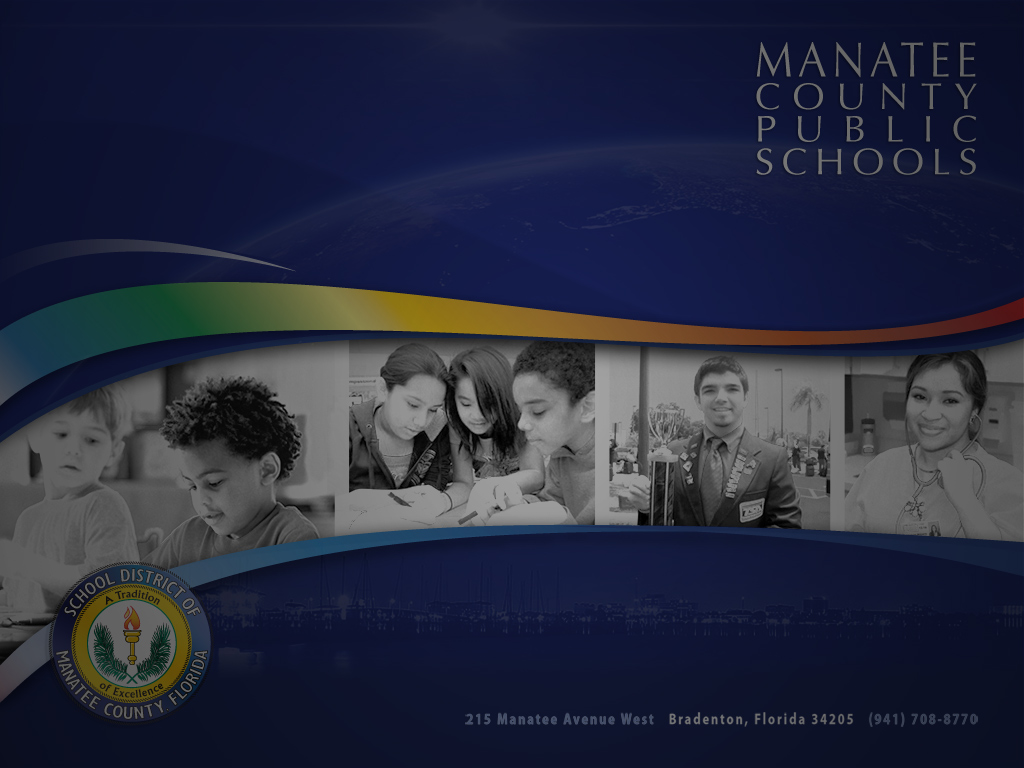 MANATEE
COUNTY
PUBLIC
SCHOOLS
SCHOOL DISTRICT OF
A Tradition
of Excellence
MANATEE COUNTY FLORIDA
215 Manatee Avenue West Bradenton, Florida 34205 (941) 708-8770